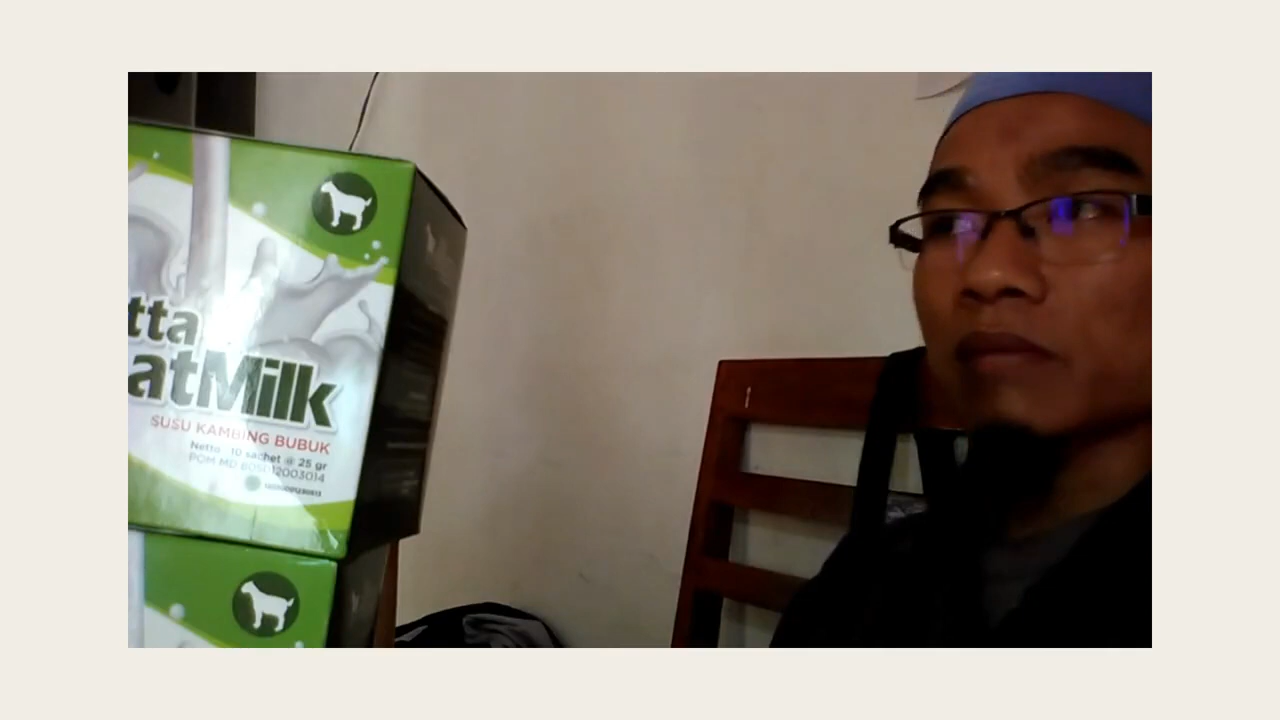 tta
atMilk
SUSU KAMBING BUBUK
Netto 10 sachet @ 25 gr
POM MD